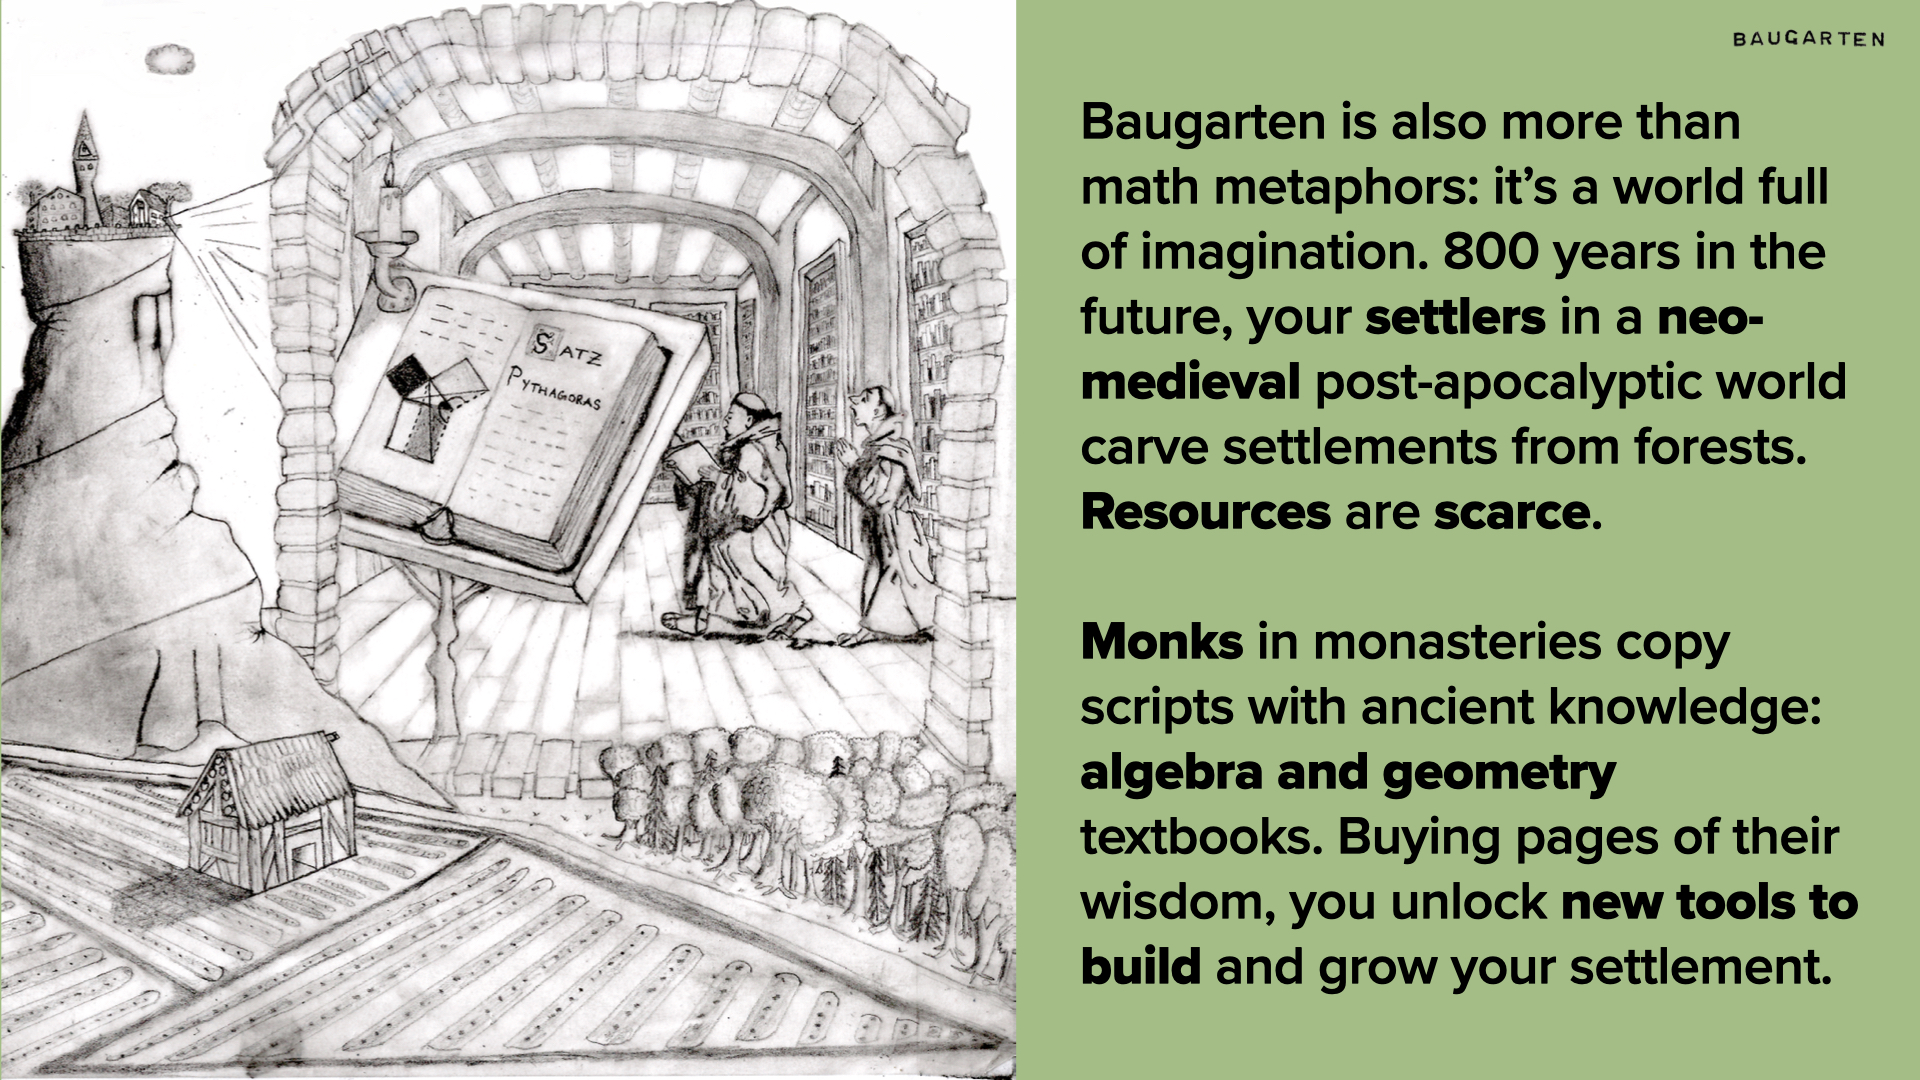 BAUGARTEN
Baugarten is also more than
math metaphors: it’s a world full
of imagination. 800 years in the
future, your settlers in a neo-
medieval post-apocalyptic world
carve settlements from forests.
Resources are scarce.
Monks in monasteries copy
scripts with ancient knowledge:
algebra and geometry
textbooks. Buying pages of their
wisdom, you unlock new tools to
build and grow your settlement.
SATZ
PYTHAGORAS